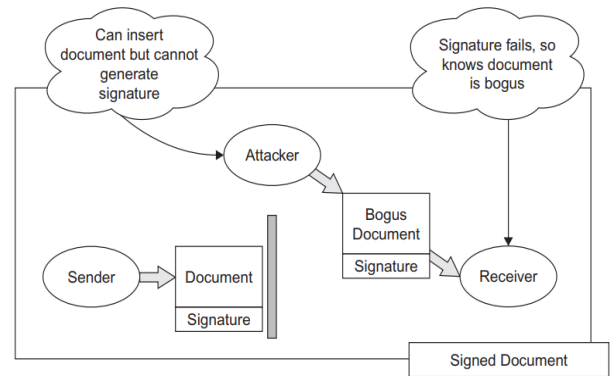 Can insert
document but cannot
generate
signature
Signature fails, so
knows document
is bogus
Attacker
Bogus
Document
Signature
Sender
Document
Signature
Receiver
Signed Document